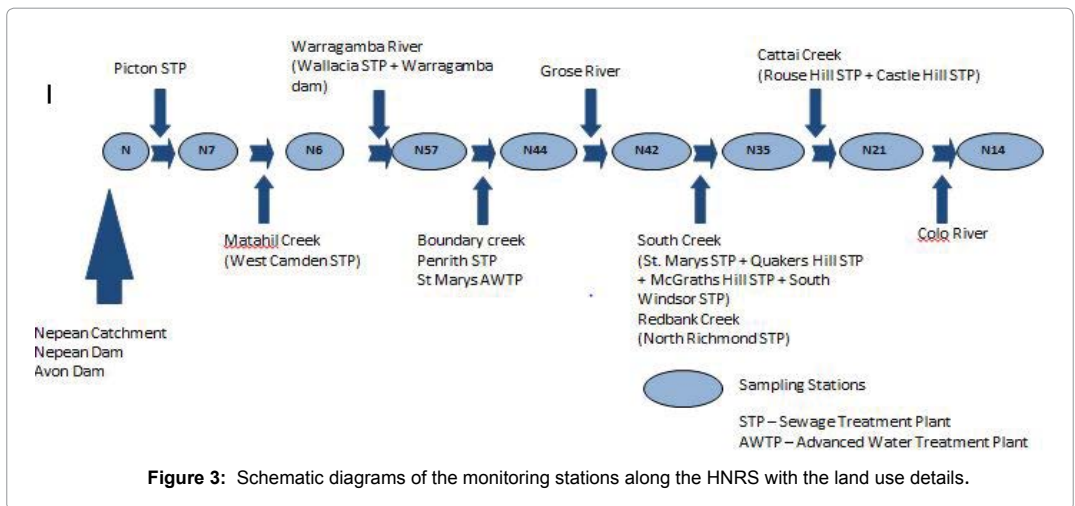 Warragamba River
(Wallacia STP + Warragamba
dam)
Picton STP
Grose River
Cattai Creek
(Rouse Hill STP + Castle Hill STP)
I
N
N7
N6
N57
N44
N42
N35
N21
N14
Matahil Creek
(West Camden STP)
Boundary creek
Penrith STP
St Marys AWTP
South Creek
(St. Marys STP + Quakers Hill STP
+ McGraths Hill STP + South
Windsor STP)
Redbank Creek
(North Richmond STP)
Colo River
Nepean Catchment
Nepean Dam
Avon Dam
Sampling Stations
STP – Sewage Treatment Plant
AWTP – Advanced Water Treatment Plant
Figure 3: Schematic diagrams of the monitoring stations along the HNRS with the land use details.